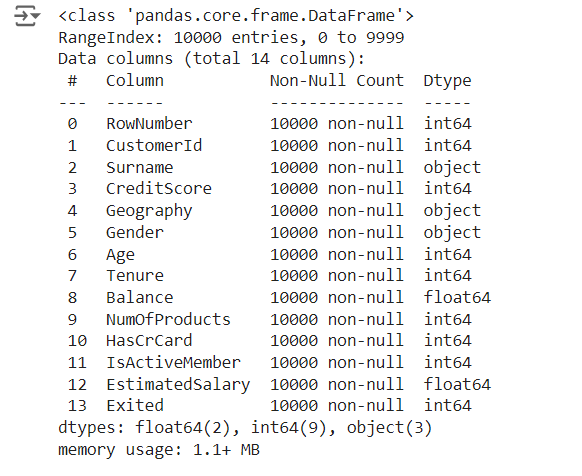 <class 'pandas.core.frame.DataFrame'>
RangeIndex: 10000 entries, 0 to 9999
Data columns (total 14 columns):
 #   Column           Non-Null Count  Dtype
---  ------           --------------  -----
 0   RowNumber        10000 non-null  int64
 1   CustomerId       10000 non-null  int64
 2   Surname          10000 non-null  object
 3   CreditScore      10000 non-null  int64
 4   Geography        10000 non-null  object
 5   Gender           10000 non-null  object
 6   Age              10000 non-null  int64
 7   Tenure           10000 non-null  int64
 8   Balance          10000 non-null  float64
 9   NumOfProducts    10000 non-null  int64
 10  HasCrCard        10000 non-null  int64
 11  IsActiveMember   10000 non-null  int64
 12  EstimatedSalary  10000 non-null  float64
 13  Exited           10000 non-null  int64
dtypes: float64(2), int64(9), object(3)
memory usage: 1.1+ MB